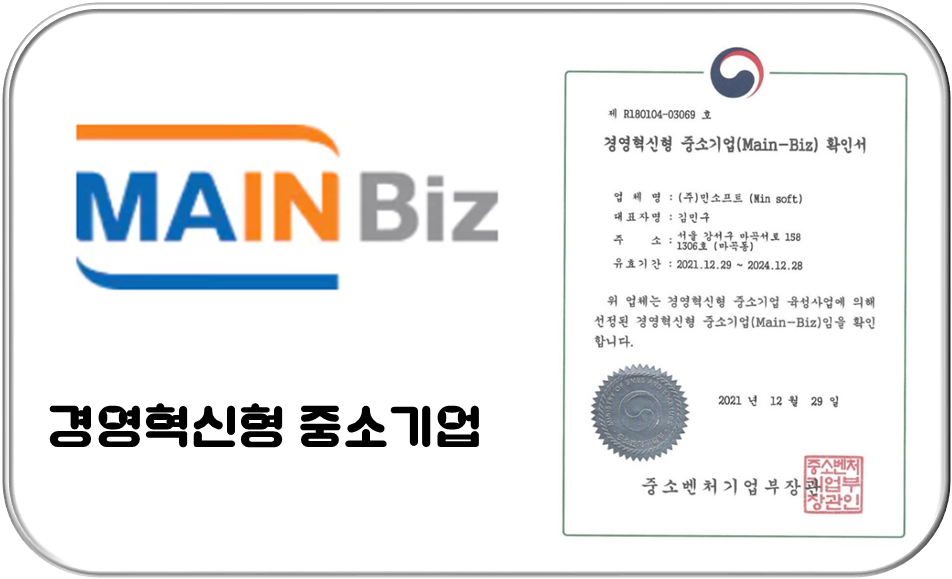 MAIN Biz
경영혁신형 중소기업
제 R180104-03069 호
경영혁신형 중소기업(Main-Biz) 확인서
업 체 명 : (주)민소프트 (Min soft)
대표자명 : 김민구
주 소 : 서울 강서구 마곡서로 158
1306호 (마곡동)
유효기간 : 2021.12.29 ~ 2024.12.28
위 업체는 경영혁신형 중소기업 육성사업에 의해
선정된 경영혁신형 중소기업(Main-Biz)임을 확인
합니다.
2021 년 12 월 29 일
중소벤처기업부장관
중소벤처
기업부
장관인